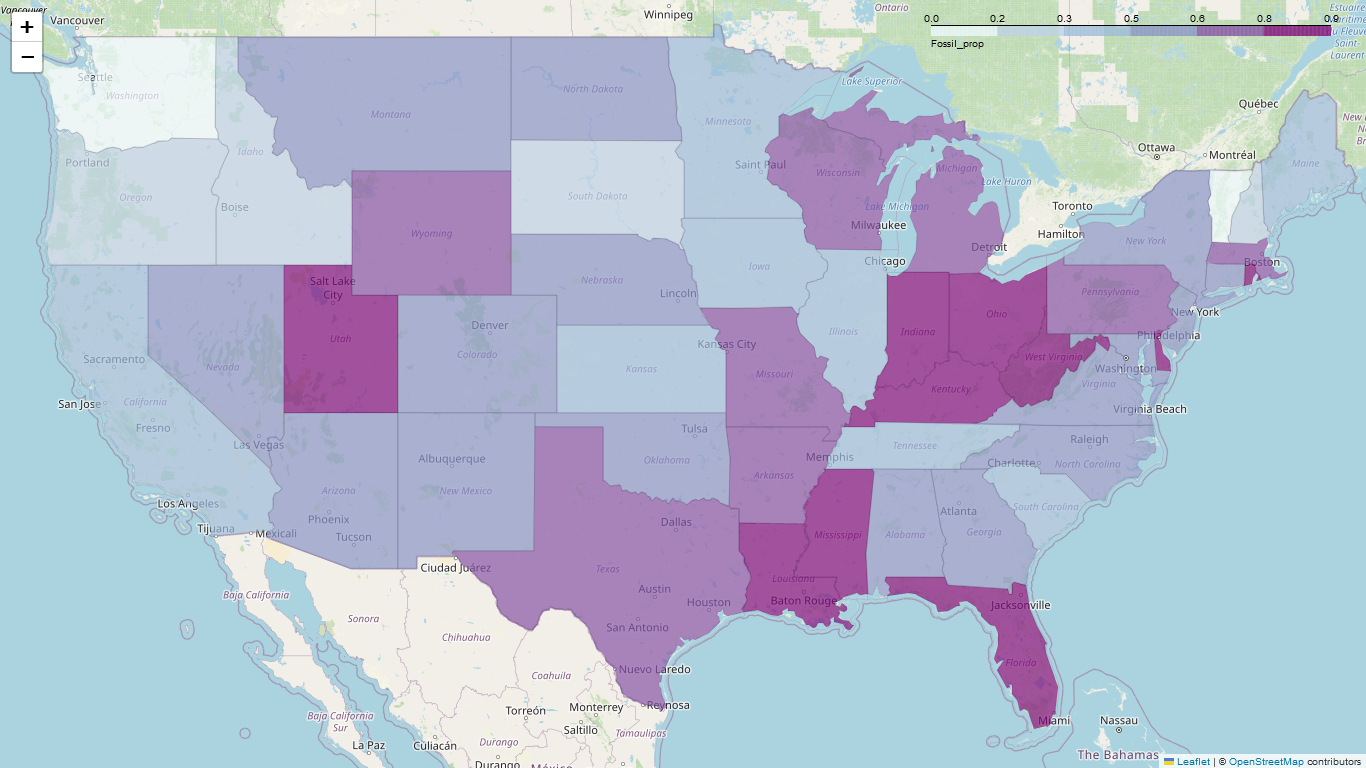 Vancouver
Vancouver
Winnipeg
Ontario
+
−
0.0 0.2 0.3 0.5 0.6 0.8 0.9
Fossil_prop
Seattle
Washington
Montana
North Dakota
Minnesota
Lake Superior
Québec
Ottawa
Montréal
Maine
Portland
Oregon
Idaho
Boise
South Dakota
Saint Paul
Wisconsin
Michigan
Lake Huron
Lake Michigan
Milwaukee
Toronto
Hamilton
Detroit
New York
Wyoming
Chicago
Iowa
Boston
Salt Lake
City
Utah
Nebraska
Lincoln
Pennsylvania
New York
Philadelphia
Denver
Colorado
Nevada
Sacramento
California
San Jose
Fresno
Kansas
Kansas City
Missouri
Illinois
Indiana
Ohio
West Virginia
Kentucky
Washington
Virginia
Virginia Beach
Las Vegas
Albuquerque
New Mexico
Tulsa
Oklahoma
Memphis
Tennessee
Arkansas
Charlotte
Raleigh
North Carolina
South Carolina
Los Angeles
Tijuana
Mexicali
Arizona
Phoenix
Tucson
Dallas
Mississippi
Alabama
Atlanta
Georgia
Ciudad Juárez
Texas
Austin
Houston
Louisiana
Baton Rouge
Jacksonville
Baja California
Sonora
Chihuahua
San Antonio
Florida
Coahuila
Nuevo Laredo
Reynosa
Baja California
Sur
La Paz
Culiacán
Durango
Durango
Torreón
Monterrey
Saltillo
Tamaulipas
México
Miami
Nassau
The Bahamas
Leaflet | © OpenStreetMap contributors